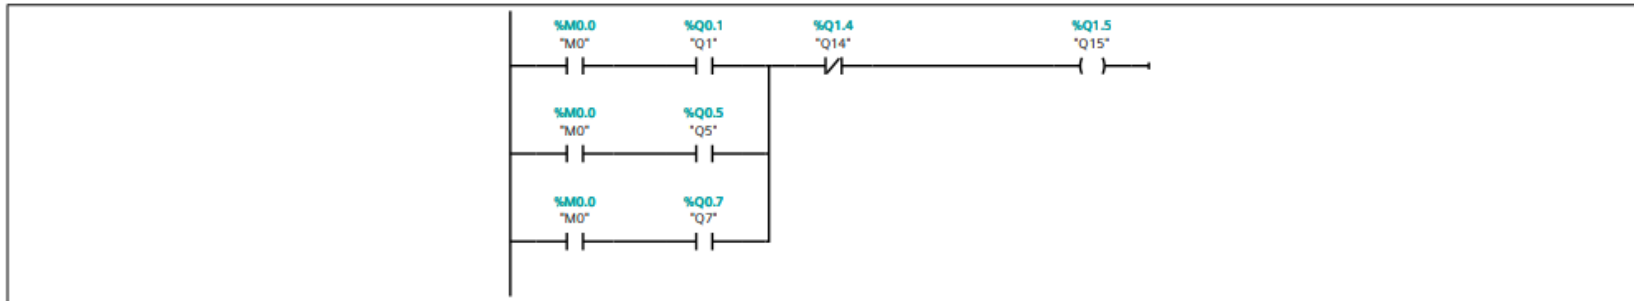 %M0.0 %Q0.1 %Q1.4 %Q1.5
"M0" "Q1" "Q14" "Q15"
%M0.0 %Q0.5
"M0" "Q5"
%M0.0 %Q0.7
"M0" "Q7"